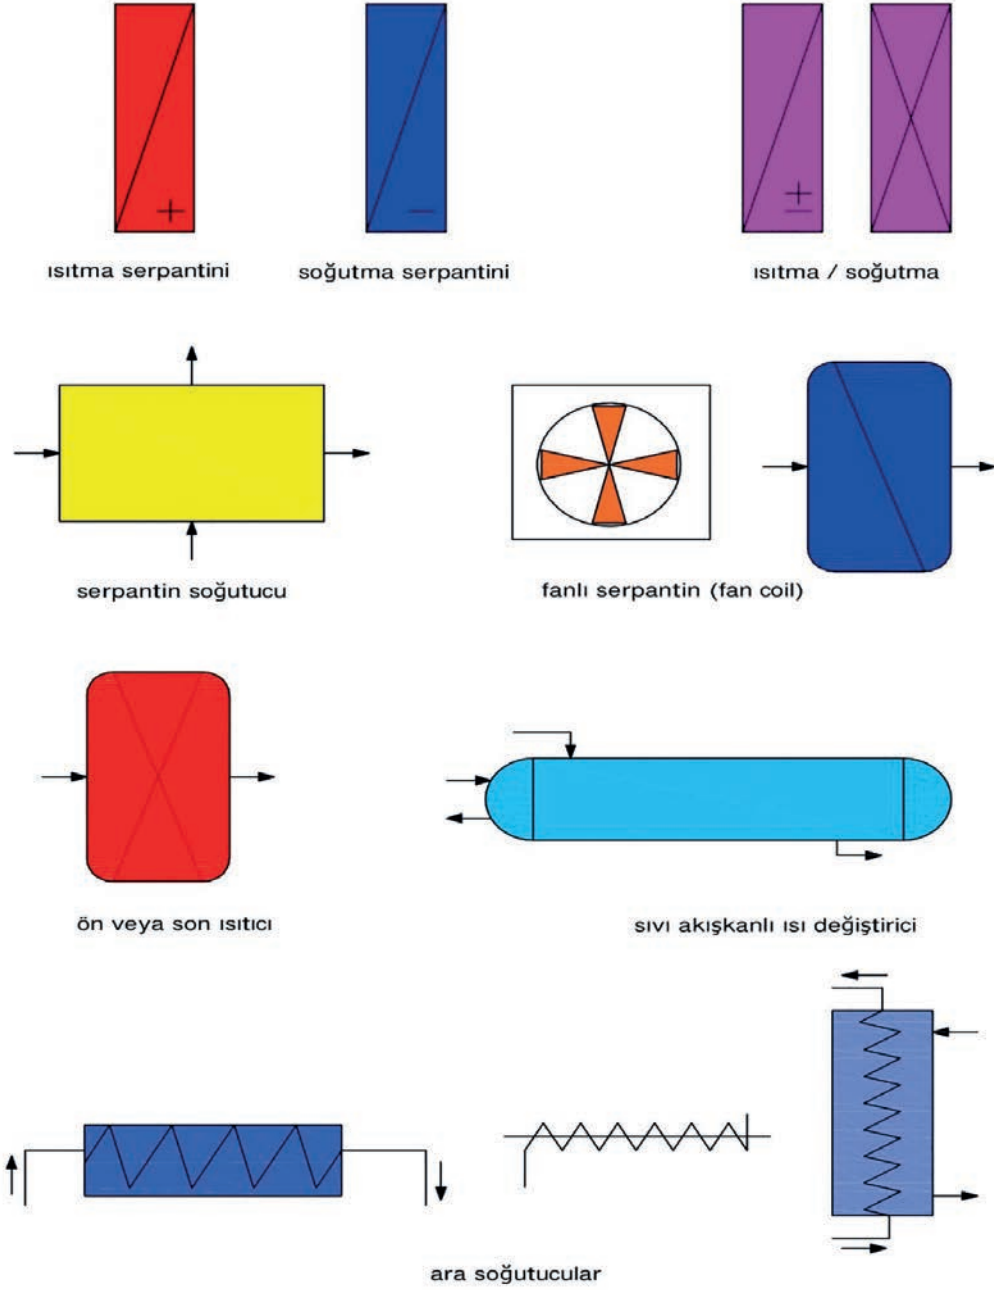 ısıtma serpantini
soğutma serpantini
ısıtma / soğutma
serpantin soğutucu
fanlı serpantin (fan coil)
ön veya son ısıtıcı
sıvı akışkanlı ısı değiştirici
ara soğutucular